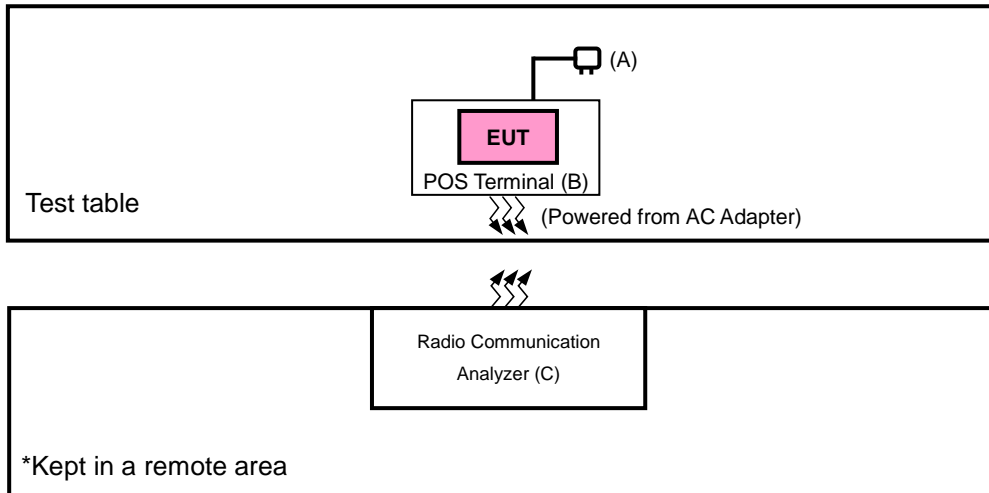 (A)
EUT
POS Terminal (B)
Test table
(Powered from AC Adapter)
Radio Communication
Analyzer (C)
*Kept in a remote area